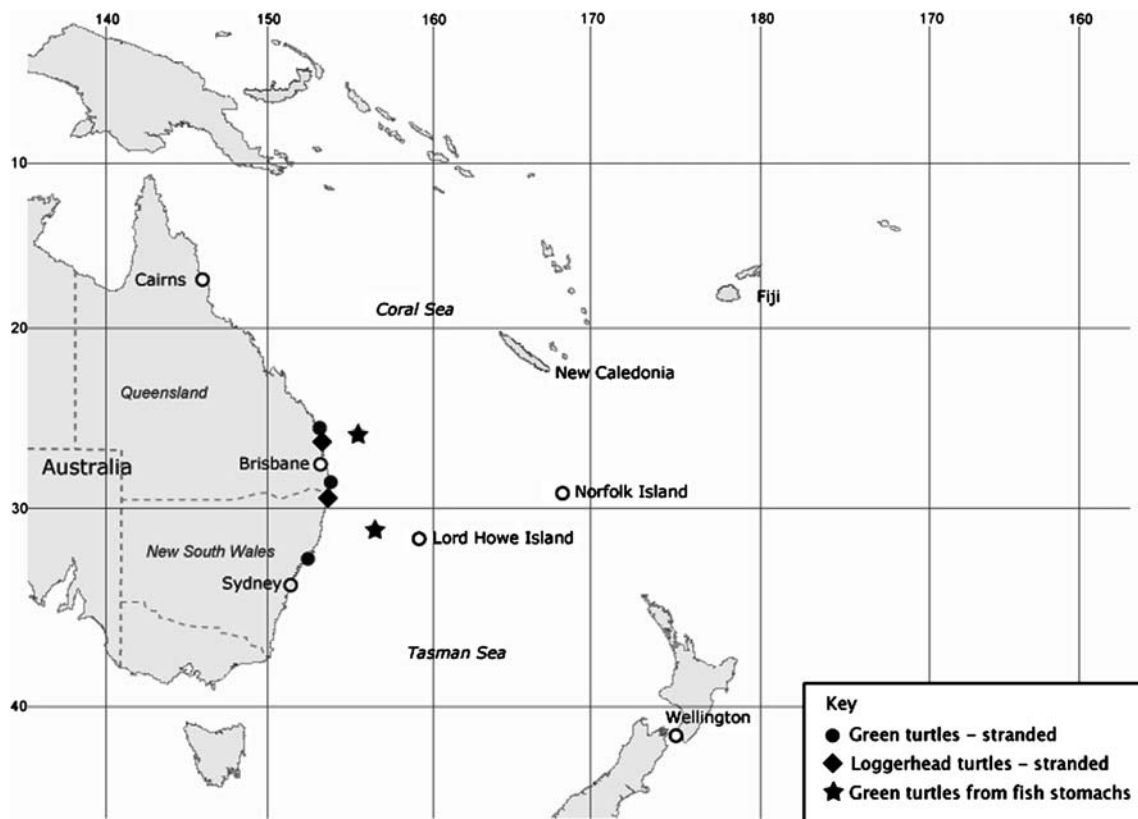 140 150 160 170 180 170 160
10
Cairns
Coral Sea
Fiji
20
New Caledonia
Queensland
Australia
Brisbane
Norfolk Island
30
Lord Howe Island
New South Wales
Sydney
Tasman Sea
40
Wellington
Key
Green turtles – stranded
Loggerhead turtles – stranded
Green turtles from fish stomachs